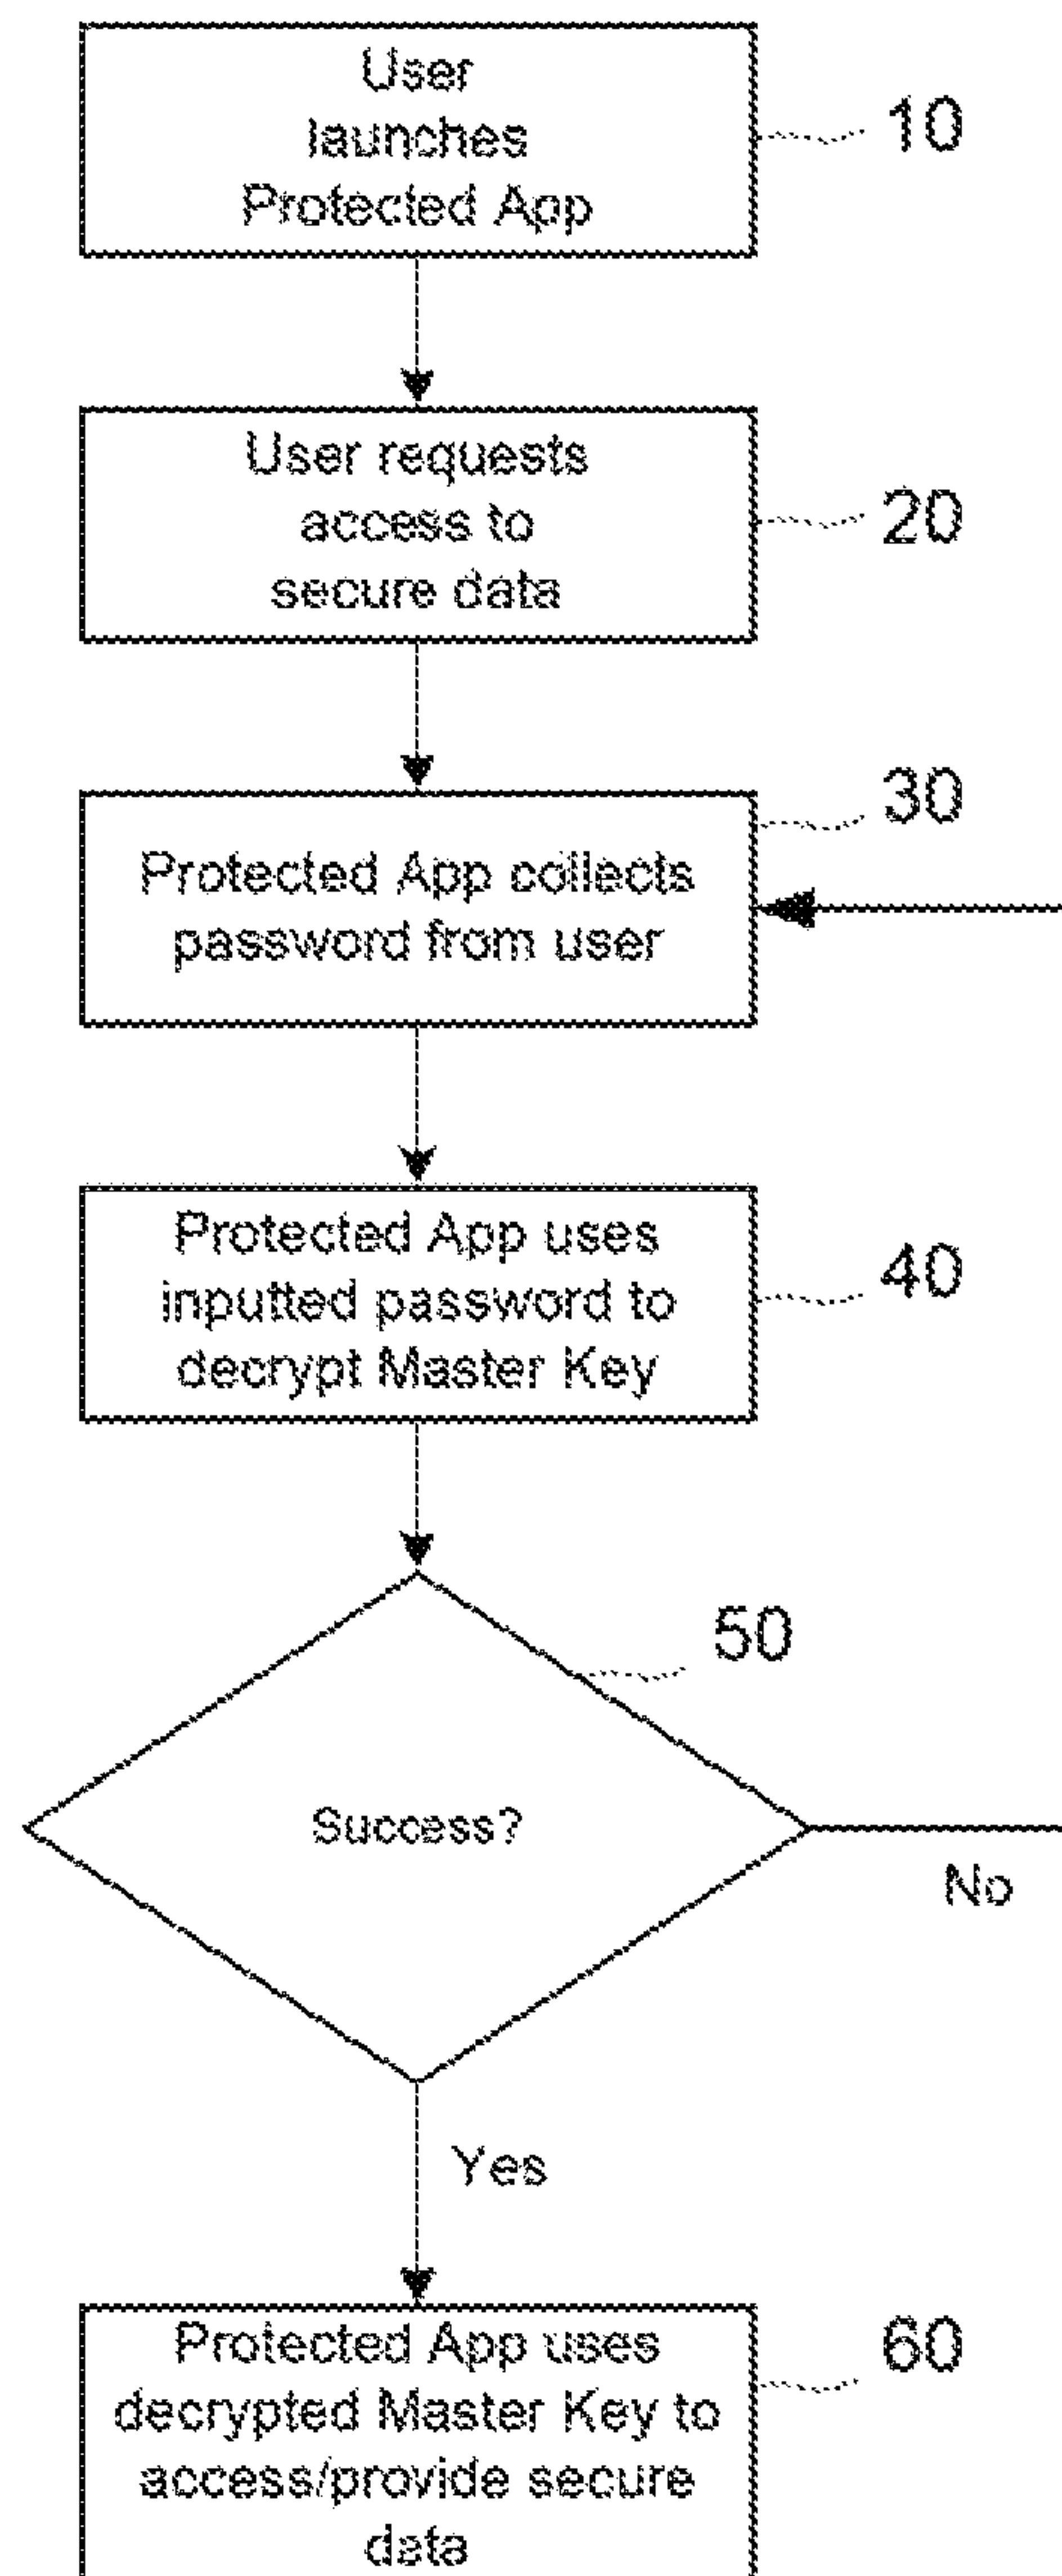 User
launches
Protected App
10
User requests
access to
secure data
20
30
Protected App collects
password from user
Protected App uses
inputted password to
decrypt Master Key
40
50
Success?
No
Yes
Protected App uses
decrypted Master Key to
access/provide secure
data
60